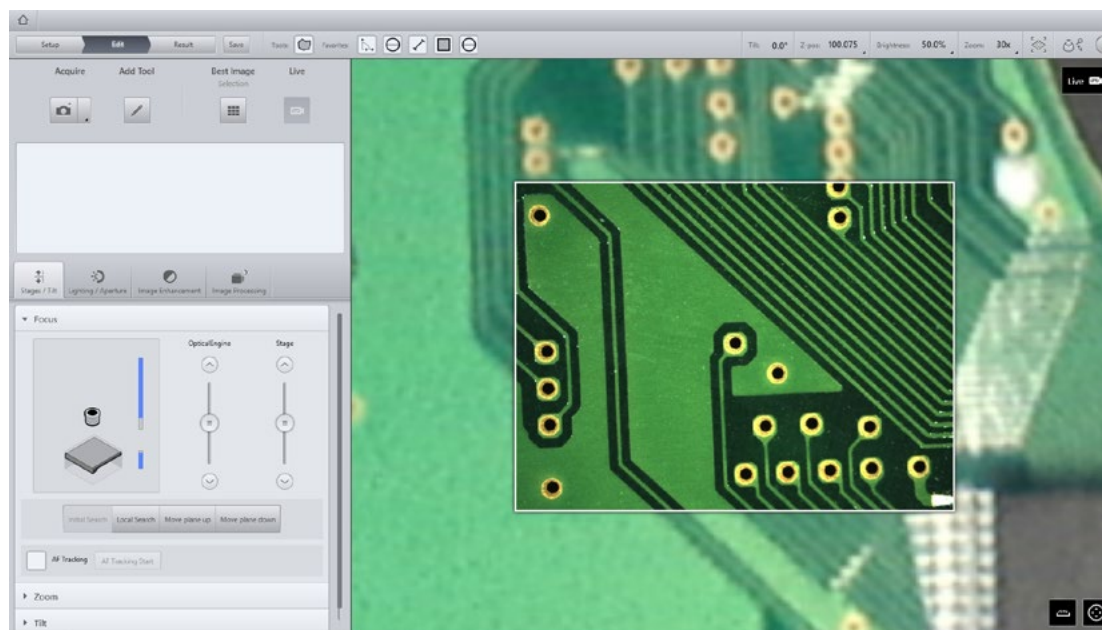 Setup Edit Result Save Tools: Favorites: Tilt: 0.0° Z-pos: 100.075 Brightness: 50.0% Zoom: 30x
Acquire Add Tool Best Image Live
Selection
Live
Stages / Tilt Lighting / Aperture Image Enhancement Image Processing
Focus
OpticalEngine Stage
Initial Search Local Search Move plane up Move plane down
AF Tracking AF Tracking Start
Zoom
Tilt